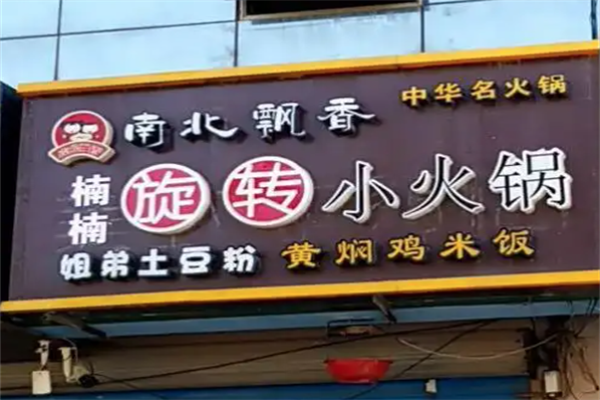 南北飘香
中华名火锅
楠楠
旋转小火锅
姐弟土豆粉
黄焖鸡米饭